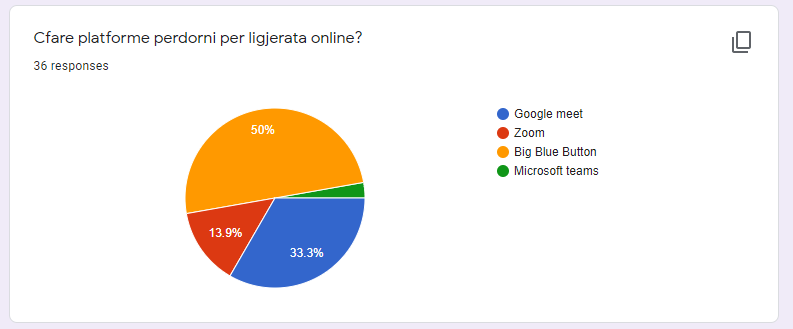 Cfare platforme perdorni per ligjerata online?
36 responses
50%
13.9%
33.3%
Google meet
Zoom
Big Blue Button
Microsoft teams